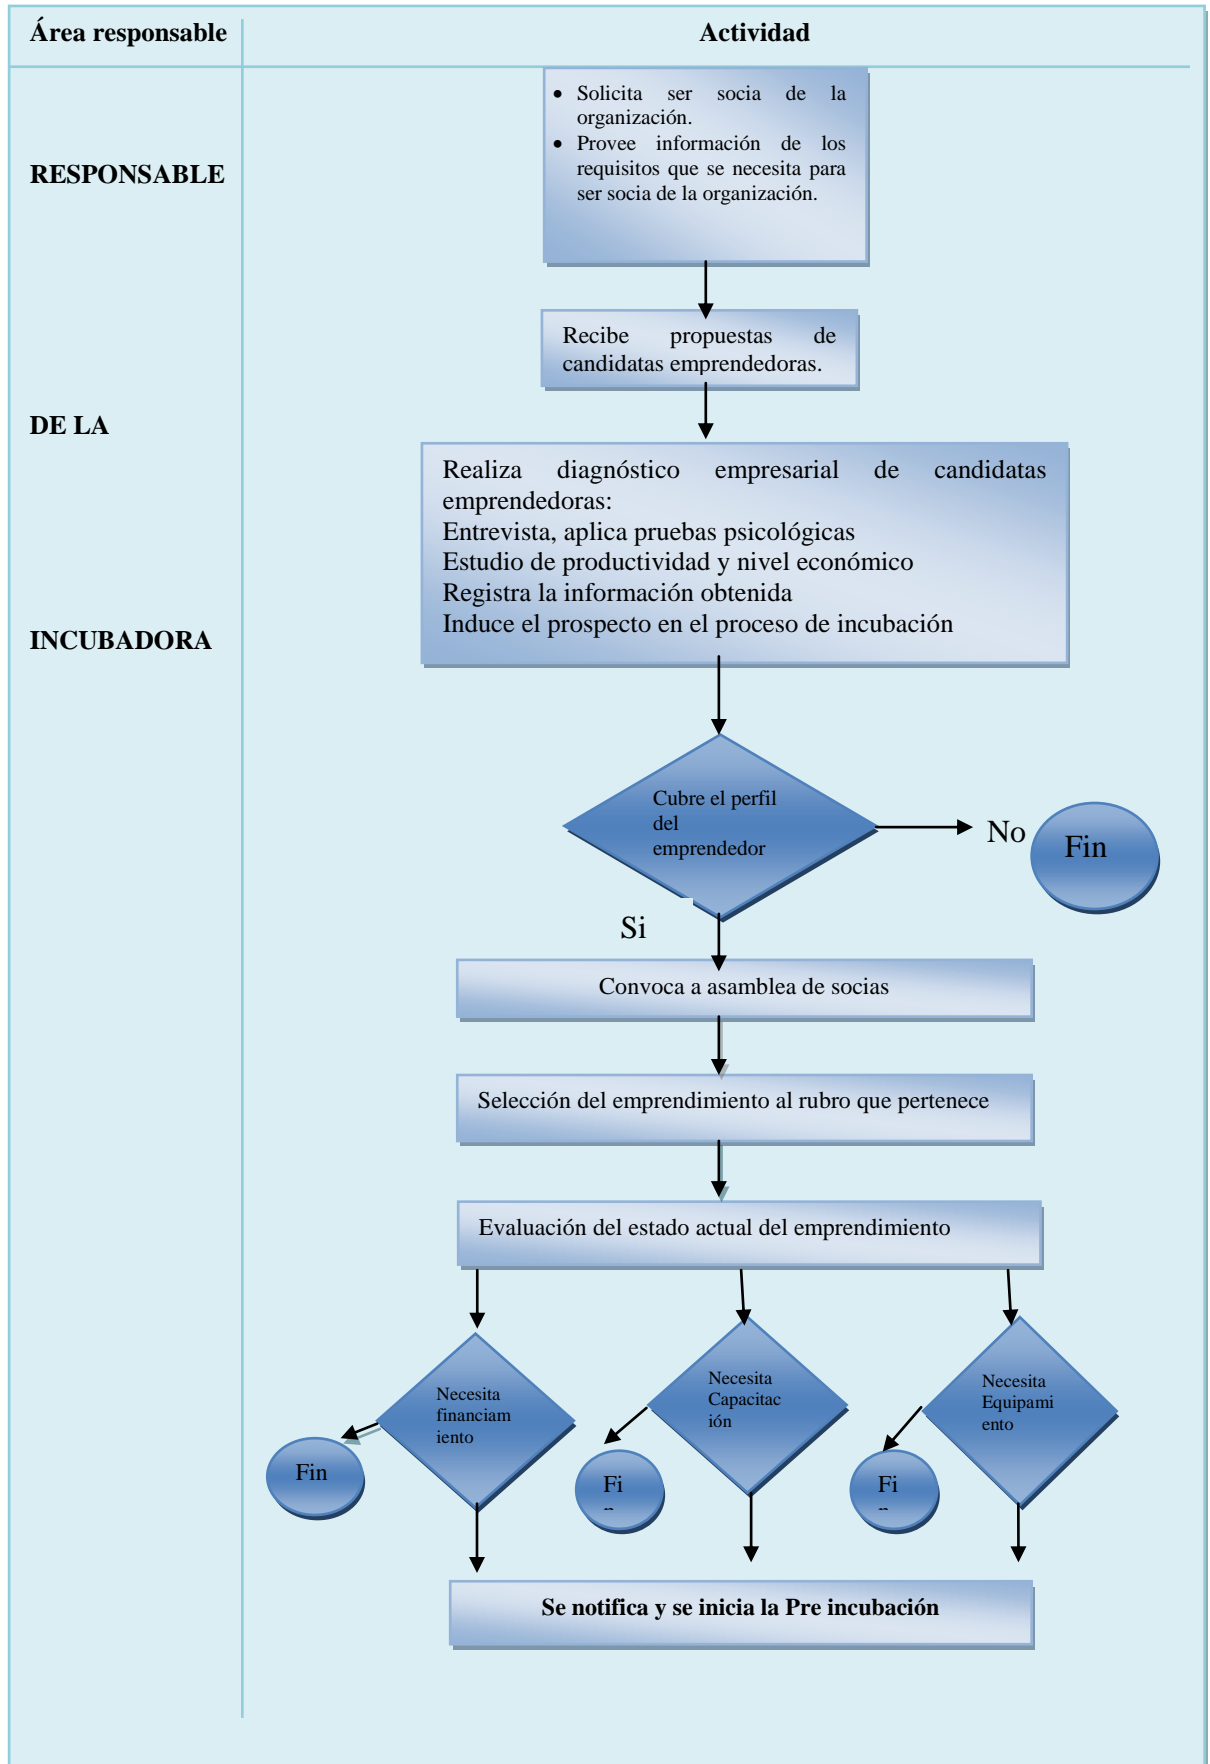 Área responsable
Actividad
• Solicita ser socia de la
organización.
• Provee información de los
requisitos que se necesita para
ser socia de la organización.
RESPONSABLE
Recibe propuestas de
candidatas emprendedoras.
DE LA
Realiza diagnóstico empresarial de candidatas
emprendedoras:
Entrevista, aplica pruebas psicológicas
Estudio de productividad y nivel económico
Registra la información obtenida
Induce el prospecto en el proceso de incubación
INCUBADORA
Cubre el perfil
del
emprendedor
No
Fin
Si
Convoca a asamblea de socias
Selección del emprendimiento al rubro que pertenece
Evaluación del estado actual del emprendimiento
Necesita
financiam
iento
Necesita
Capacitac
ión
Necesita
Equipami
ento
Fin
Fi
n
Fi
n
Se notifica y se inicia la Pre incubación